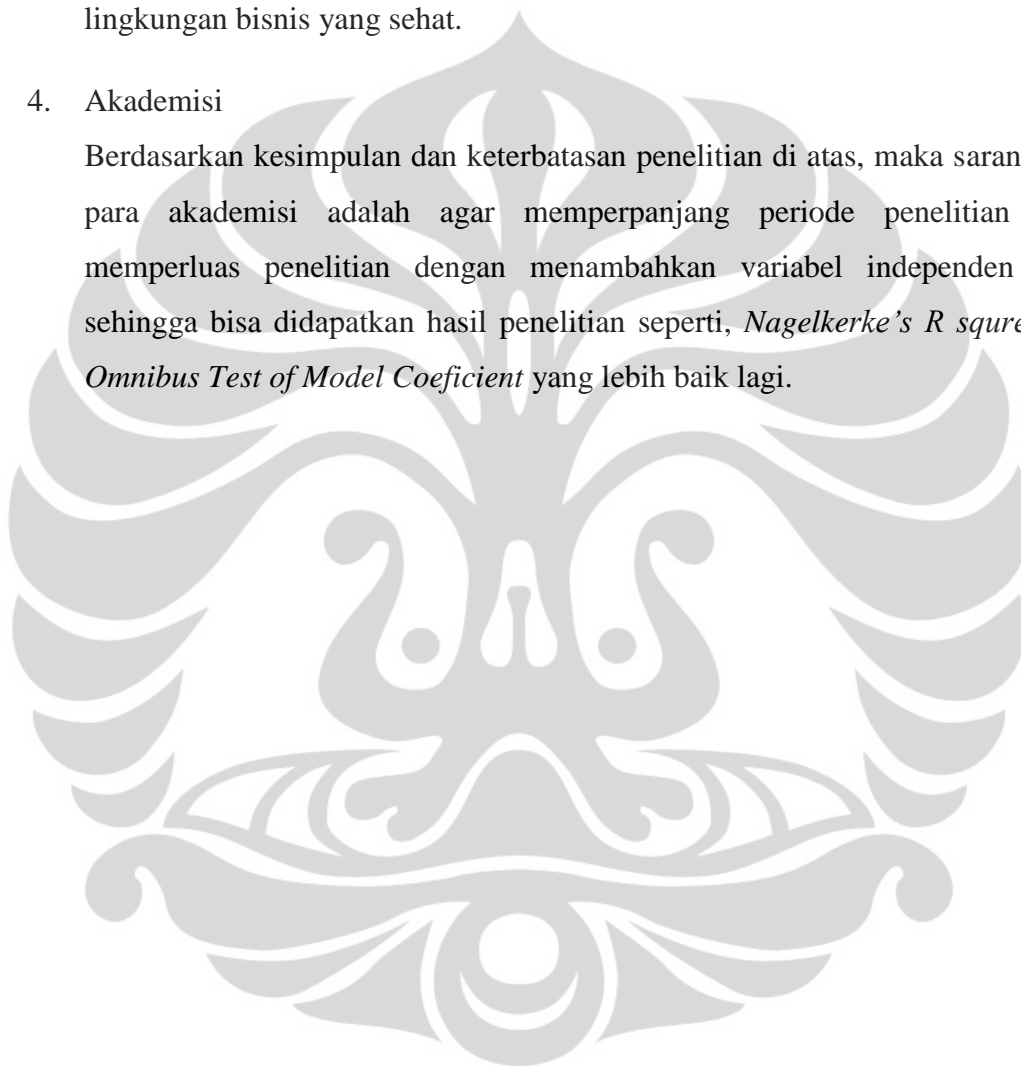 lingkungan bisnis yang sehat.
4. Akademisi
Berdasarkan kesimpulan dan keterbatasan penelitian di atas, maka saran
para akademisi adalah agar memperpanjang periode penelitian
memperluas penelitian dengan menambahkan variabel independen
sehingga bisa didapatkan hasil penelitian seperti, Nagelkerke’s R squre
Omnibus Test of Model Coeficient yang lebih baik lagi.